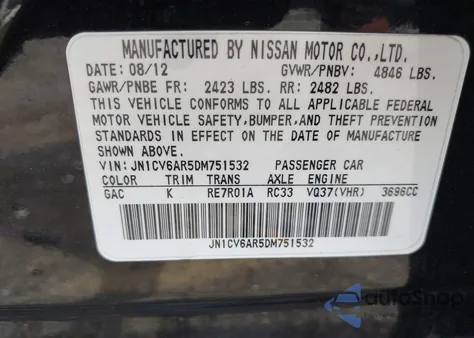 MANUFACTURED BY NISSAN MOTOR CO.,LTD.
DATE: 08/12 GVWR/PNBV: 4846 LBS.
GAWR/PNBE FR: 2423 LBS. RR: 2482 LBS.
THIS VEHICLE CONFORMS TO ALL APPLICABLE FEDERAL
MOTOR VEHICLE SAFETY, BUMPER, AND THEFT PREVENTION
STANDARDS IN EFFECT ON THE DATE OF MANUFACTURE
SHOWN ABOVE.
VIN: JN1CV6AR5DM751532 PASSENGER CAR
COLOR TRIM TRANS AXLE ENGINE
GAC K RE7R01A RC33 VQ37(VHR) 3696CC
JN1CV6AR5DM751532
AutoShop